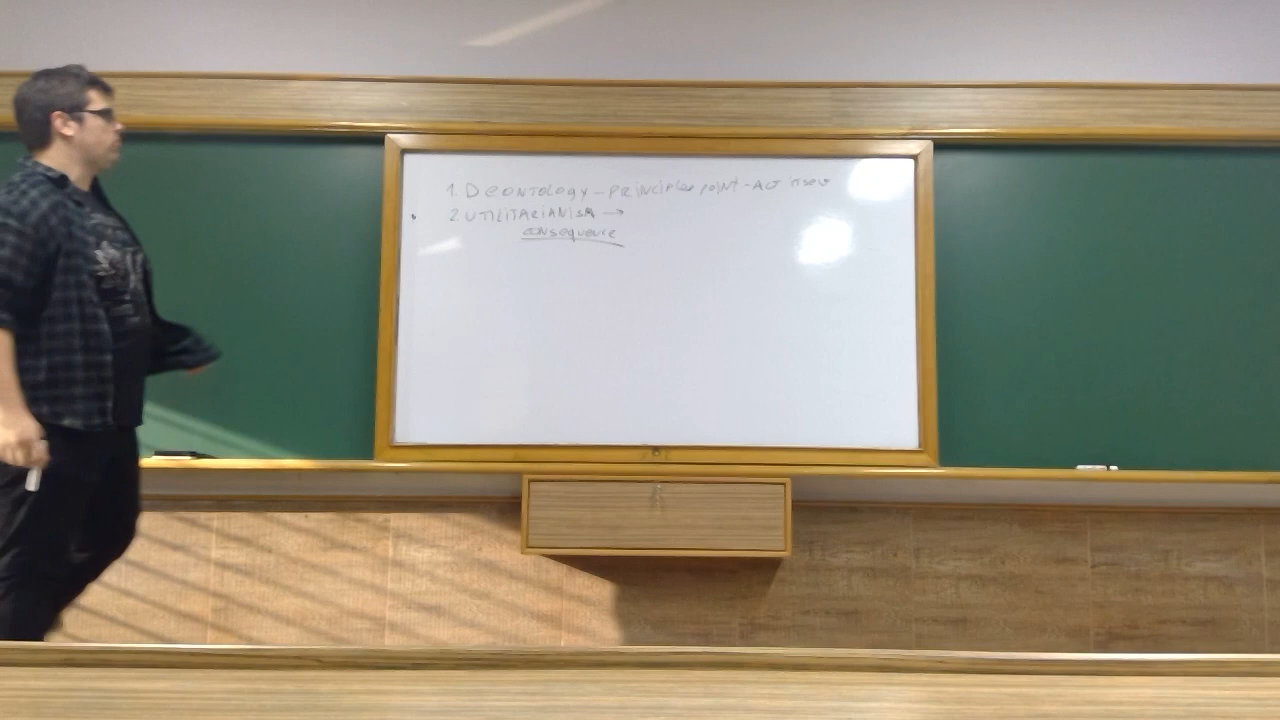 1. DEONTOLOGY - PRINCIPLES POINT - ACT ITSELF
2. UTILITARIANISM →
CONSEQUENCE